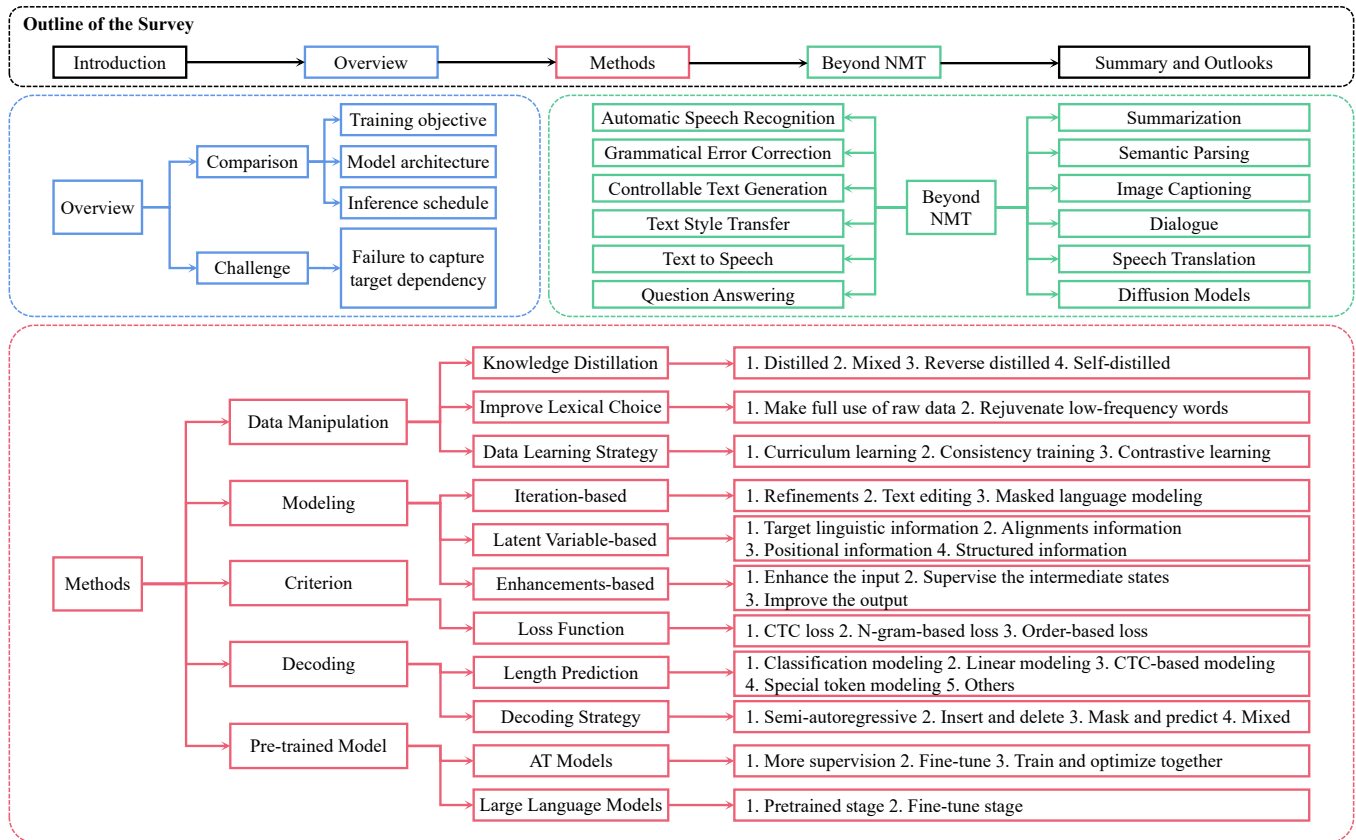 Outline of the Survey
Introduction
Overview
Methods
Beyond NMT
Summary and Outlooks
Overview
Comparison
Training objective
Model architecture
Inference schedule
Challenge
Failure to capture
target dependency
Automatic Speech Recognition
Grammatical Error Correction
Controllable Text Generation
Text Style Transfer
Text to Speech
Question Answering
Beyond
NMT
Summarization
Semantic Parsing
Image Captioning
Dialogue
Speech Translation
Diffusion Models
Methods
Data Manipulation
Knowledge Distillation
1. Distilled 2. Mixed 3. Reverse distilled 4. Self-distilled
Improve Lexical Choice
1. Make full use of raw data 2. Rejuvenate low-frequency words
Data Learning Strategy
1. Curriculum learning 2. Consistency training 3. Contrastive learning
Modeling
Iteration-based
1. Refinements 2. Text editing 3. Masked language modeling
Latent Variable-based
1. Target linguistic information 2. Alignments information
3. Positional information 4. Structured information
Enhancements-based
1. Enhance the input 2. Supervise the intermediate states
3. Improve the output
Criterion
Loss Function
1. CTC loss 2. N-gram-based loss 3. Order-based loss
Decoding
Length Prediction
1. Classification modeling 2. Linear modeling 3. CTC-based modeling
4. Special token modeling 5. Others
Decoding Strategy
1. Semi-autoregressive 2. Insert and delete 3. Mask and predict 4. Mixed
Pre-trained Model
AT Models
1. More supervision 2. Fine-tune 3. Train and optimize together
Large Language Models
1. Pretrained stage 2. Fine-tune stage